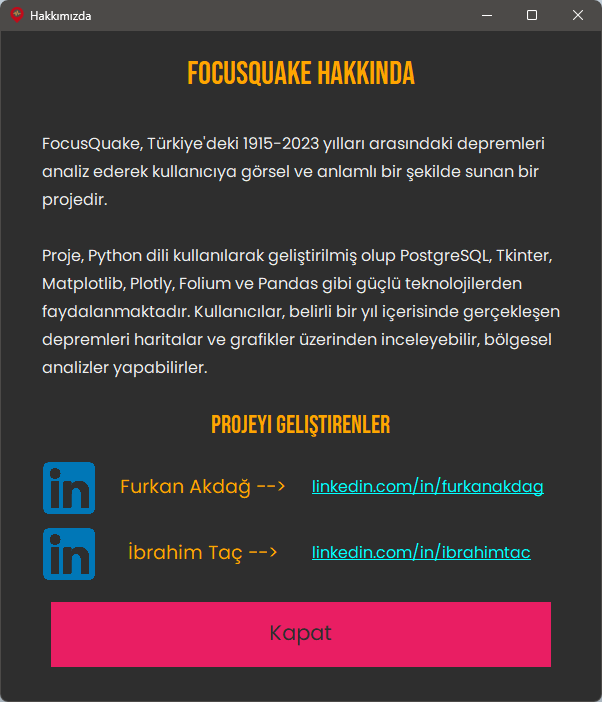 Hakkımızda
FOCUSQUAKE HAKKINDA
FocusQuake, Türkiye'deki 1915-2023 yılları arasındaki depremleri
analiz ederek kullanıcıya görsel ve anlamlı bir şekilde sunan bir
projedir.
Proje, Python dili kullanılarak geliştirilmiş olup PostgreSQL, Tkinter,
Matplotlib, Plotly, Folium ve Pandas gibi güçlü teknolojilerden
faydalanmaktadır. Kullanıcılar, belirli bir yıl içerisinde gerçekleşen
depremleri haritalar ve grafikler üzerinden inceleyebilir, bölgesel
analizler yapabilirler.
PROJEYI GELIŞTIRENLER
in Furkan Akdağ --> linkedin.com/in/furkanakdag
in İbrahim Taç --> linkedin.com/in/ibrahimtac
Kapat